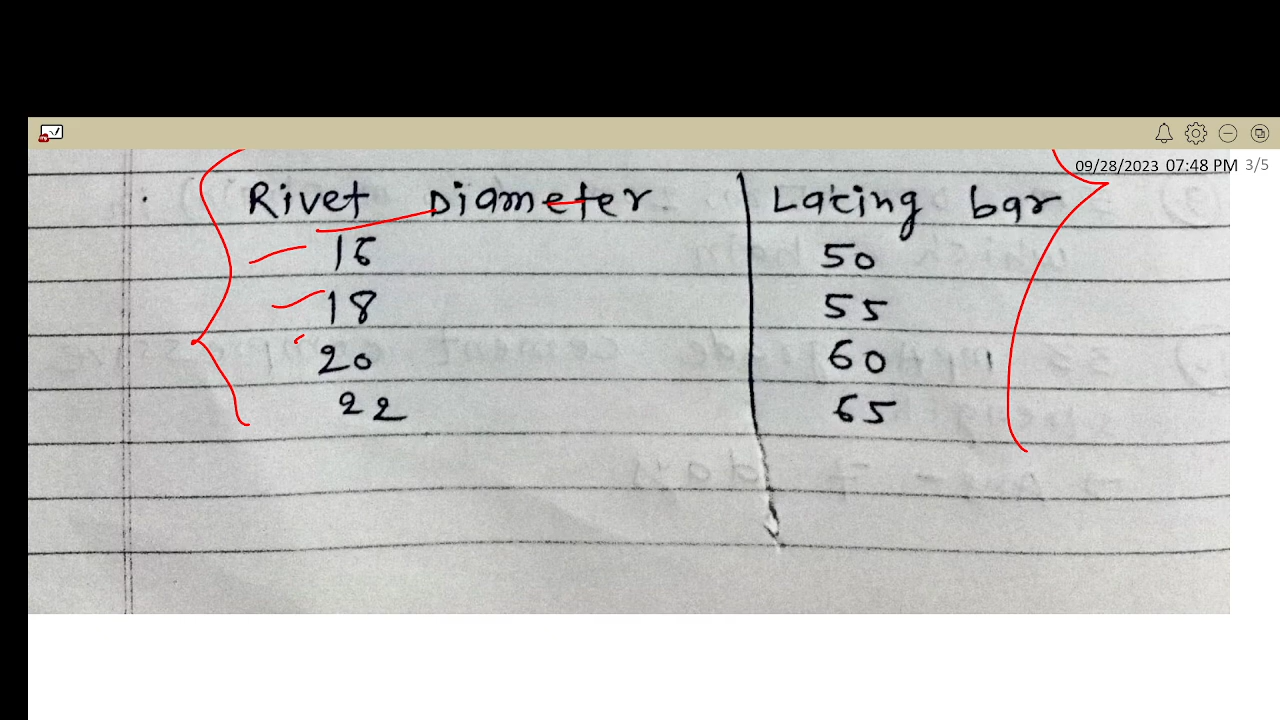 09/28/2023 07:48 PM 3/5
Rivet Diameter. Lacing bar
16 50
18 55
20 60
22 65